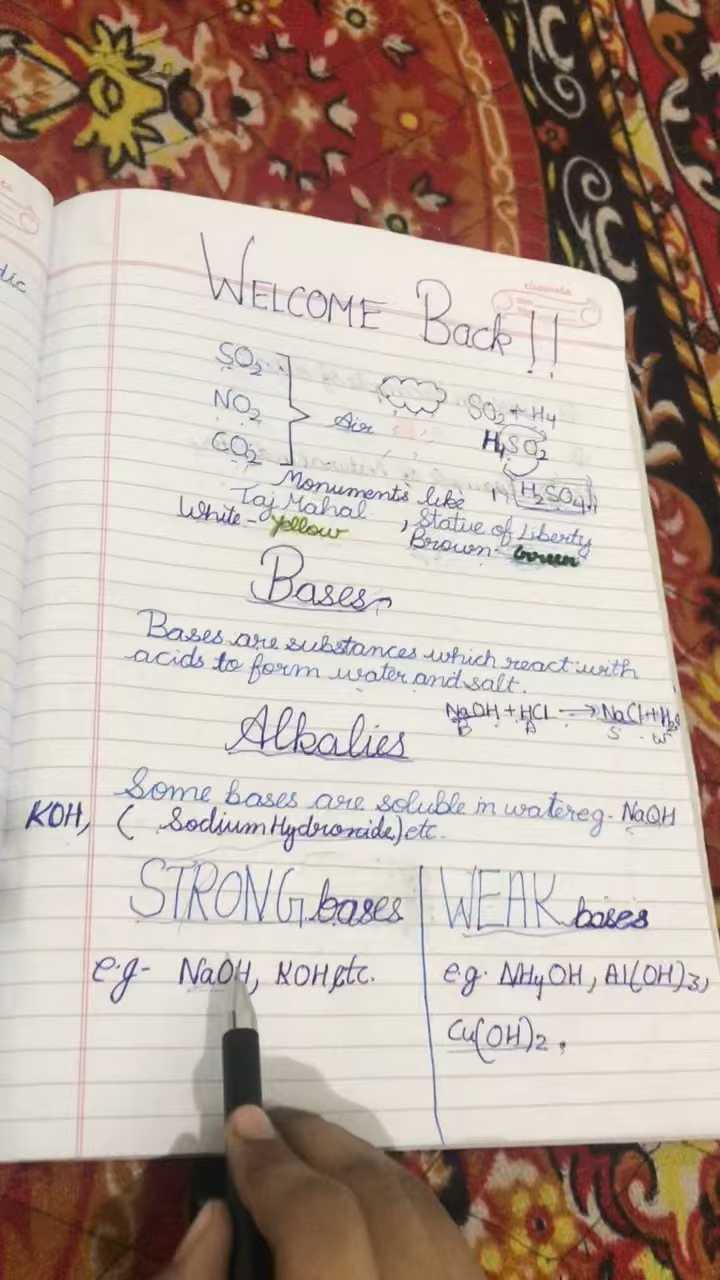 dic
WELCOME Back!!
SO2
NO2
CO2
Air
SO2 + H4
H4SO2
H2SO4
Monuments like
Taj Mahal, Statue of Liberty
White - yellow
Brown - Green
Bases
Bases are substances which react with
acids to form water and salt.
NaOH + HCl → NaCl + H2O
B A S W
Alkalies
Some bases are soluble in water eg- NaOH
KOH, (Sodium Hydroxide) etc.
STRONG bases
WEAK bases
e.g- NaOH, KOH, etc.
e.g. NH4OH, Al(OH)3,
Cu(OH)2,